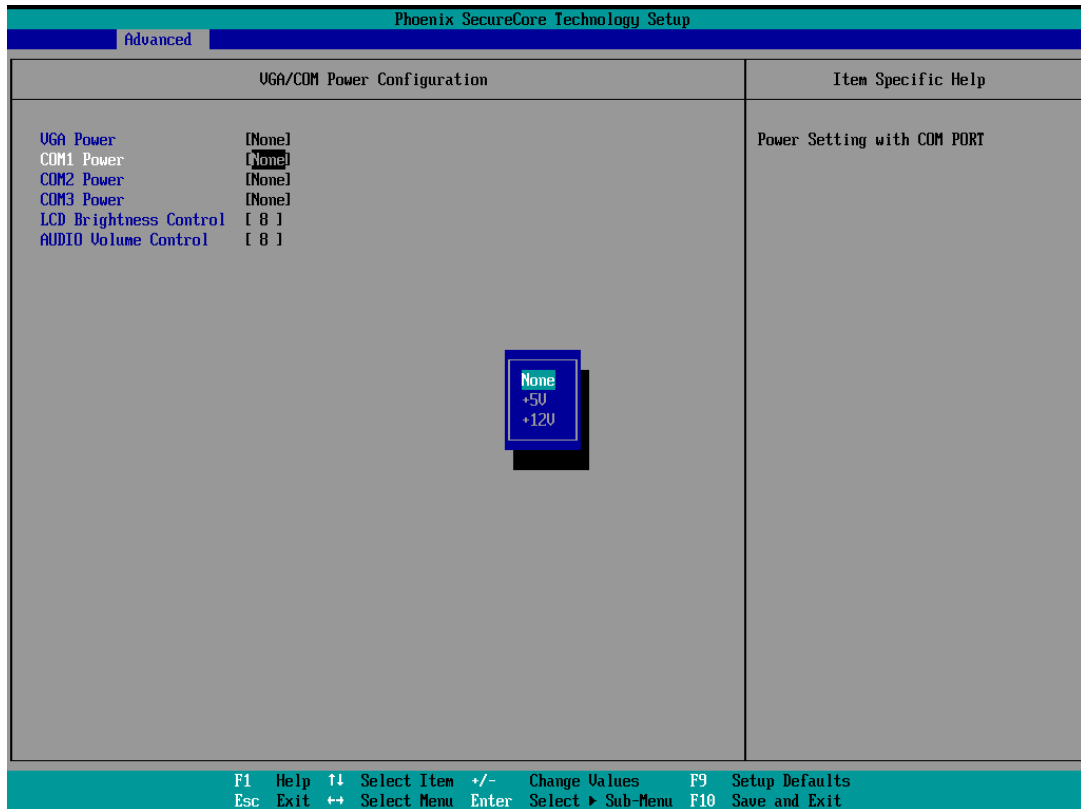 Phoenix SecureCore Technology Setup
Advanced
VGA/COM Power Configuration
Item Specific Help
VGA Power [None]
COM1 Power [None]
COM2 Power [None]
COM3 Power [None]
LCD Brightness Control [ 8 ]
AUDIO Volume Control [ 8 ]
Power Setting with COM PORT
None
+5V
+12V
F1 Help ↑↓ Select Item +/- Change Values F9 Setup Defaults
Esc Exit ↔ Select Menu Enter Select ▶ Sub-Menu F10 Save and Exit